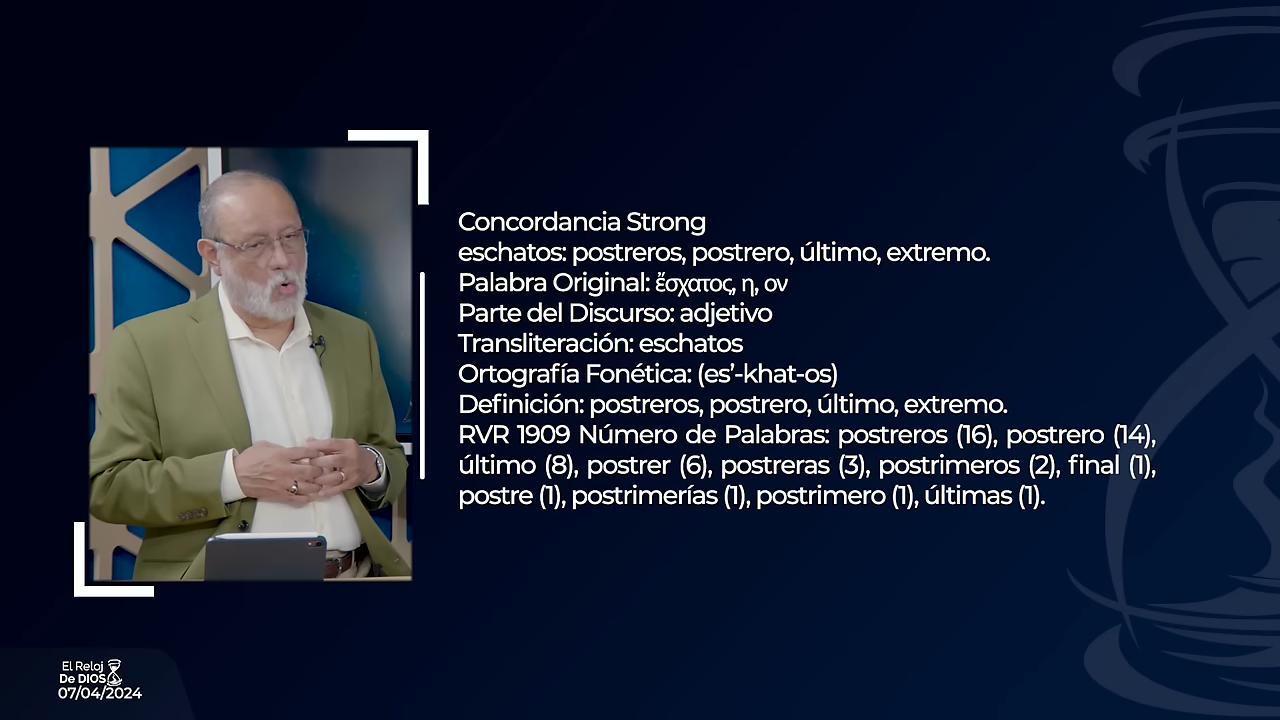 Concordancia Strong
eschatos: postreros, postrero, último, extremo.
Palabra Original: ἔσχατος, η, ον
Parte del Discurso: adjetivo
Transliteración: eschatos
Ortografía Fonética: (es’-khat-os)
Definición: postreros, postrero, último, extremo.
RVR 1909 Número de Palabras: postreros (16), postrero (14),
último (8), postrer (6), postreras (3), postrimeros (2), final (1),
postre (1), postrimerías (1), postrimero (1), últimas (1).
El Reloj
De DIOS
07/04/2024